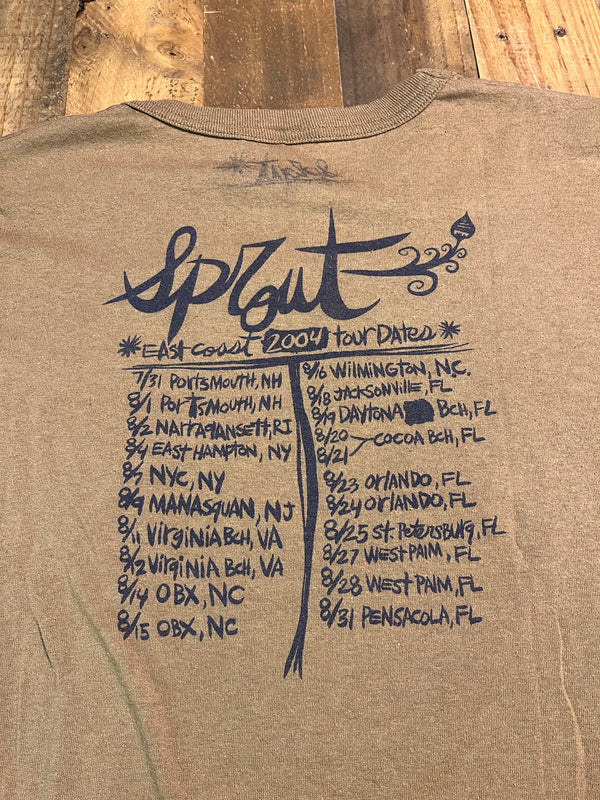 Sprout
*East Coast 2004 tour Dates*
7/31 PORTSMOUTH, NH
8/1 PORTSMOUTH, NH
8/2 NARRAGANSETT, RI
8/4 EAST HAMPTON, NY
8/7 NYC, NY
8/9 MANASQUAN, NJ
8/11 Virginia Bch, VA
8/12 Virginia Bch, VA
8/14 OBX, NC
8/15 OBX, NC
8/16 WILMINGTON, N.C.
8/18 JACKSONVILLE, FL
8/19 DAYTONA BCH, FL
8/20
8/21 COCOA BCH, FL
8/23 ORLANDO, FL
8/24 ORLANDO, FL
8/25 St. Petersburg, FL
8/27 WEST PALM, FL
8/28 WEST PALM, FL
8/31 PENSACOLA, FL